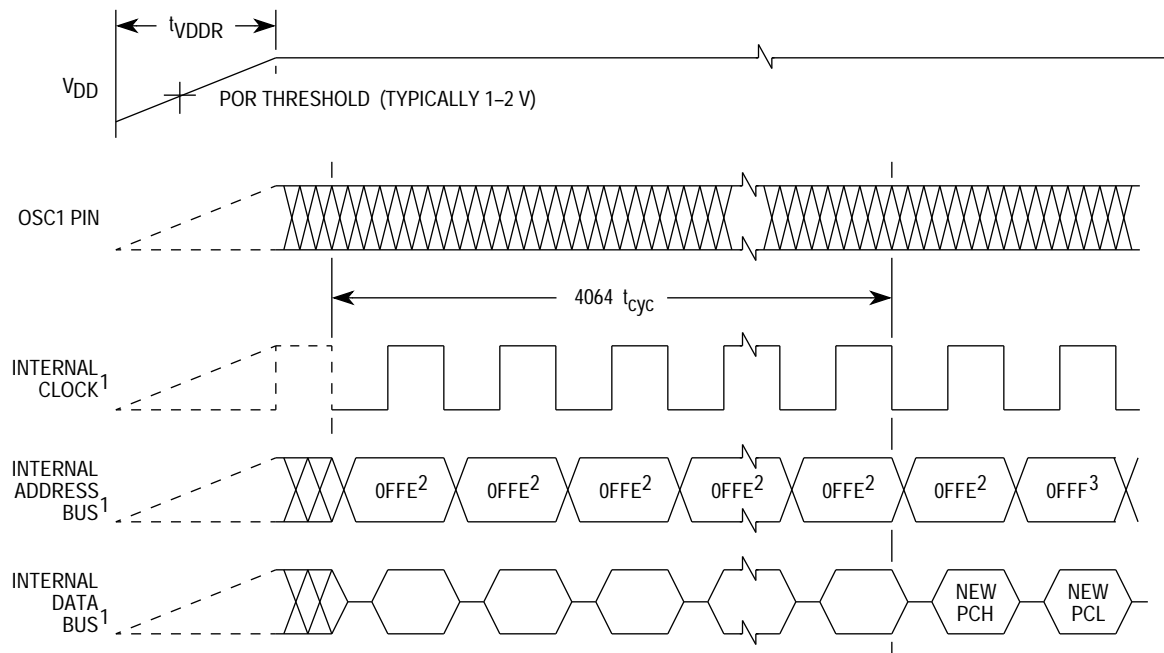 tVDDR
VDD
POR THRESHOLD (TYPICALLY 1–2 V)
OSC1 PIN
4064 tcyc
INTERNAL
CLOCK1
INTERNAL
ADDRESS
BUS1
0FFE2 0FFE2 0FFE2 0FFE2 0FFE2 0FFE2 0FFF3
INTERNAL
DATA
BUS1
NEW
PCH
NEW
PCL